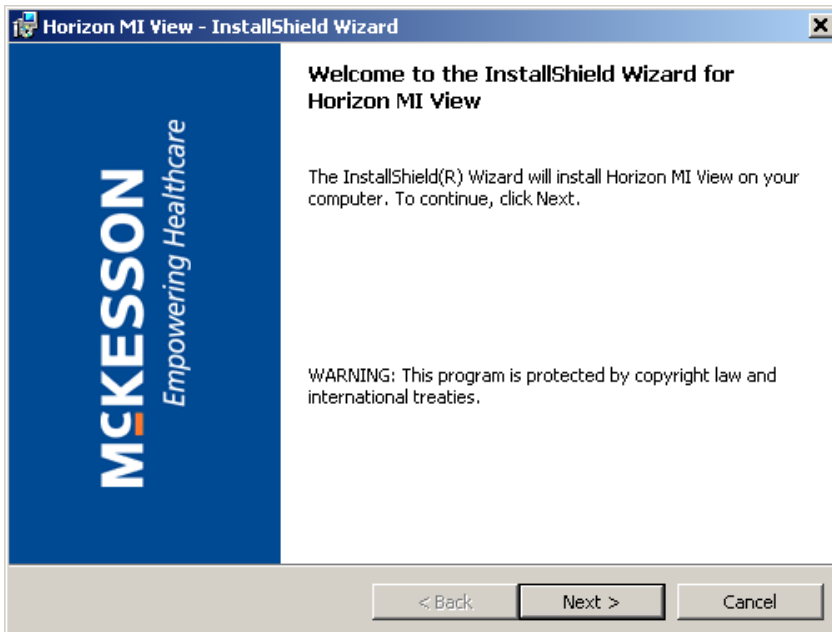 Horizon MI View - InstallShield Wizard
Welcome to the InstallShield Wizard for
Horizon MI View
The InstallShield(R) Wizard will install Horizon MI View on your
computer. To continue, click Next.
WARNING: This program is protected by copyright law and
international treaties.
MCKESSON
Empowering Healthcare
< Back
Next >
Cancel